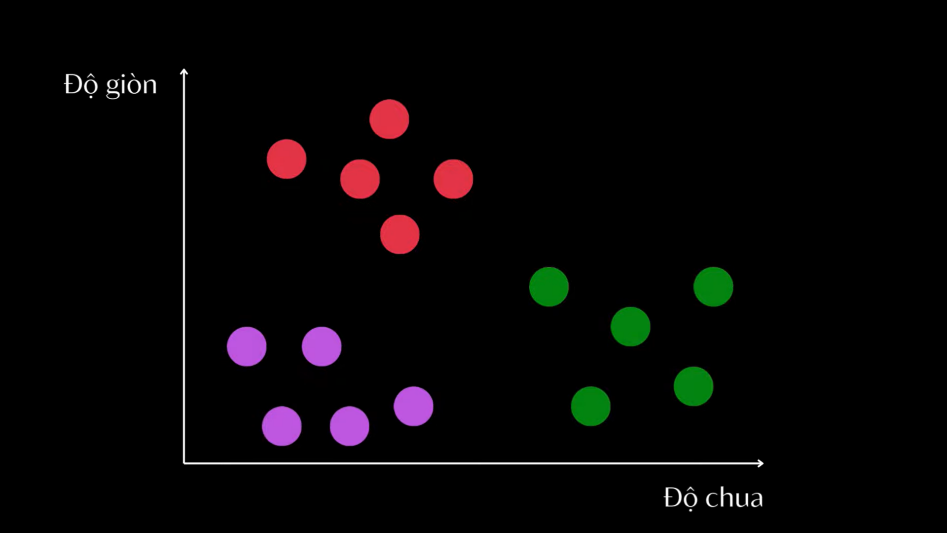 Độ giòn
Độ chua